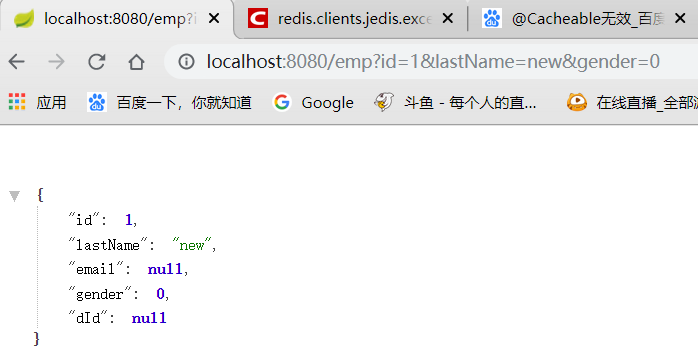 localhost:8080/emp?i
redis.clients.jedis.exce
@Cacheable无效_百度
localhost:8080/emp?id=1&lastName=new&gender=0
应用 百度一下，你就知道 Google 斗鱼 - 每个人的直... 在线直播_全部游
{
"id": 1,
"lastName": "new",
"email": null,
"gender": 0,
"dId": null
}